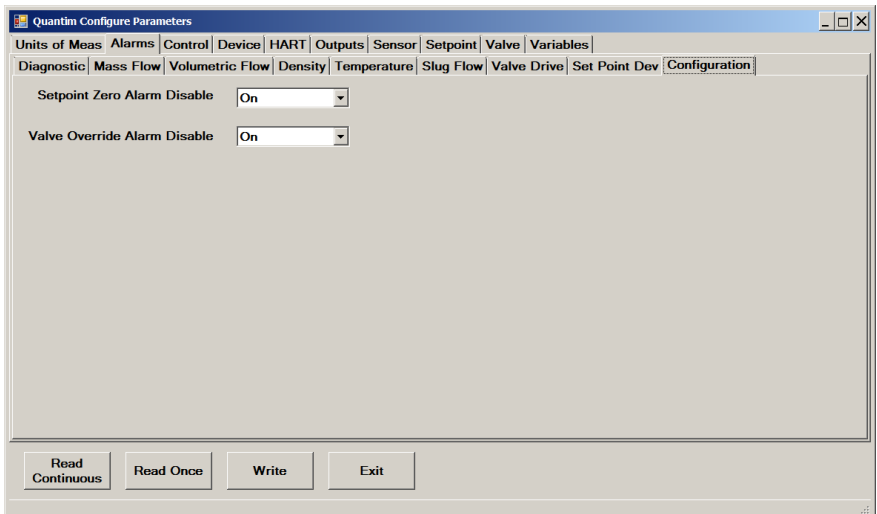 Quantim Configure Parameters
Units of Meas Alarms Control Device HART Outputs Sensor Setpoint Valve Variables
Diagnostic Mass Flow Volumetric Flow Density Temperature Slug Flow Valve Drive Set Point Dev Configuration
Setpoint Zero Alarm Disable On
Valve Override Alarm Disable On
Read Continuous Read Once Write Exit